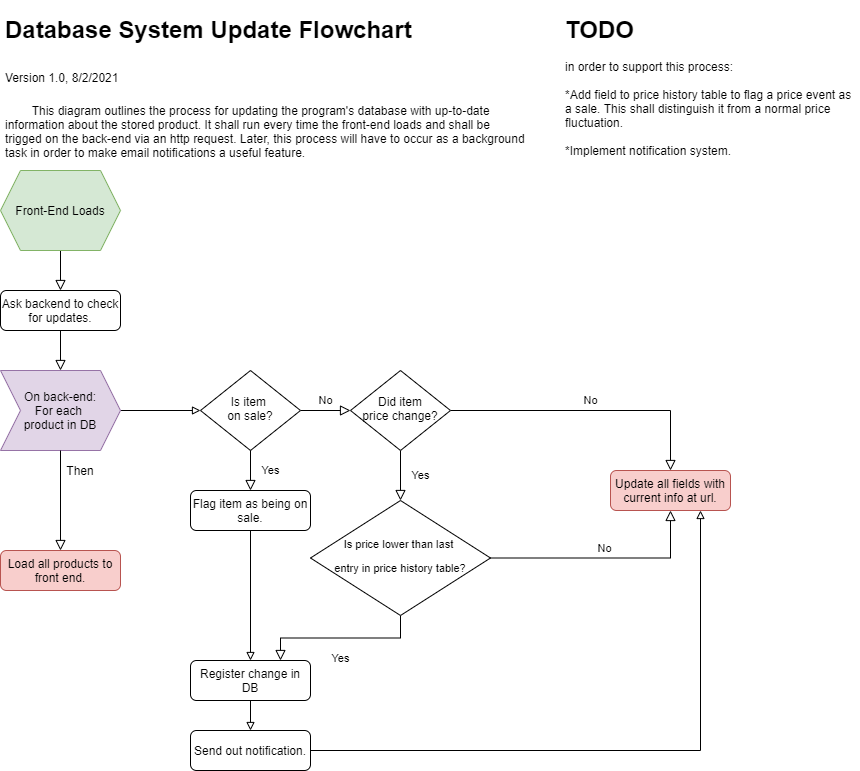 Database System Update Flowchart
Version 1.0, 8/2/2021
This diagram outlines the process for updating the program's database with up-to-date
information about the stored product. It shall run every time the front-end loads and shall be
trigged on the back-end via an http request. Later, this process will have to occur as a background
task in order to make email notifications a useful feature.
TODO
in order to support this process:
*Add field to price history table to flag a price event as
a sale. This shall distinguish it from a normal price
fluctuation.
*Implement notification system.
Front-End Loads
Ask backend to check
for updates.
On back-end:
For each
product in DB
Then
Load all products to
front end.
Is item
on sale?
No
Yes
Did item
price change?
No
Yes
Flag item as being on
sale.
Is price lower than last
entry in price history table?
No
Yes
Update all fields with
current info at url.
Register change in
DB
Send out notification.